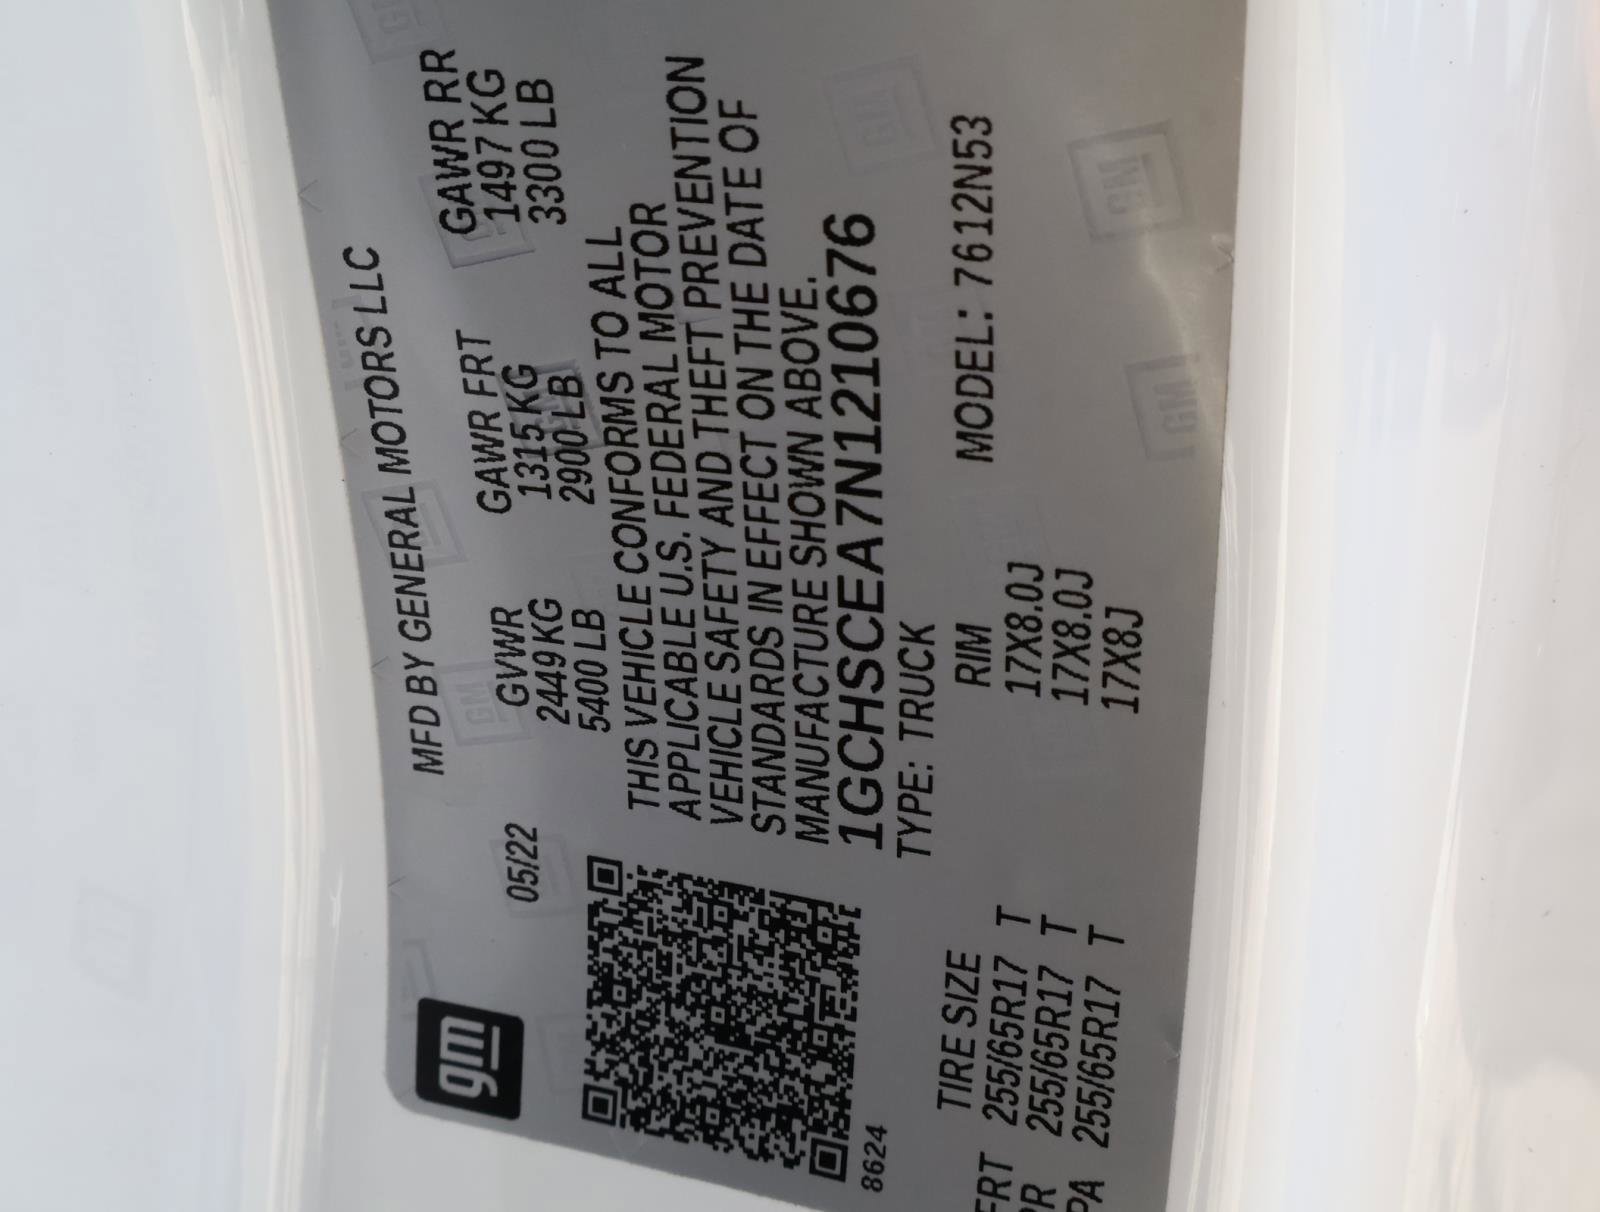 gm
MFD BY GENERAL MOTORS LLC
05/22 GVWR GAWR FRT GAWR RR
2449 KG 1315 KG 1497 KG
5400 LB 2900 LB 3300 LB
THIS VEHICLE CONFORMS TO ALL
APPLICABLE U.S. FEDERAL MOTOR
VEHICLE SAFETY AND THEFT PREVENTION
STANDARDS IN EFFECT ON THE DATE OF
MANUFACTURE SHOWN ABOVE.
1GCHSCEA7N1210676
8624 TYPE: TRUCK MODEL: 7612N53
TIRE SIZE RIM
FRT 255/65R17 T 17X8.0J
RR 255/65R17 T 17X8.0J
SPA 255/65R17 T 17X8J